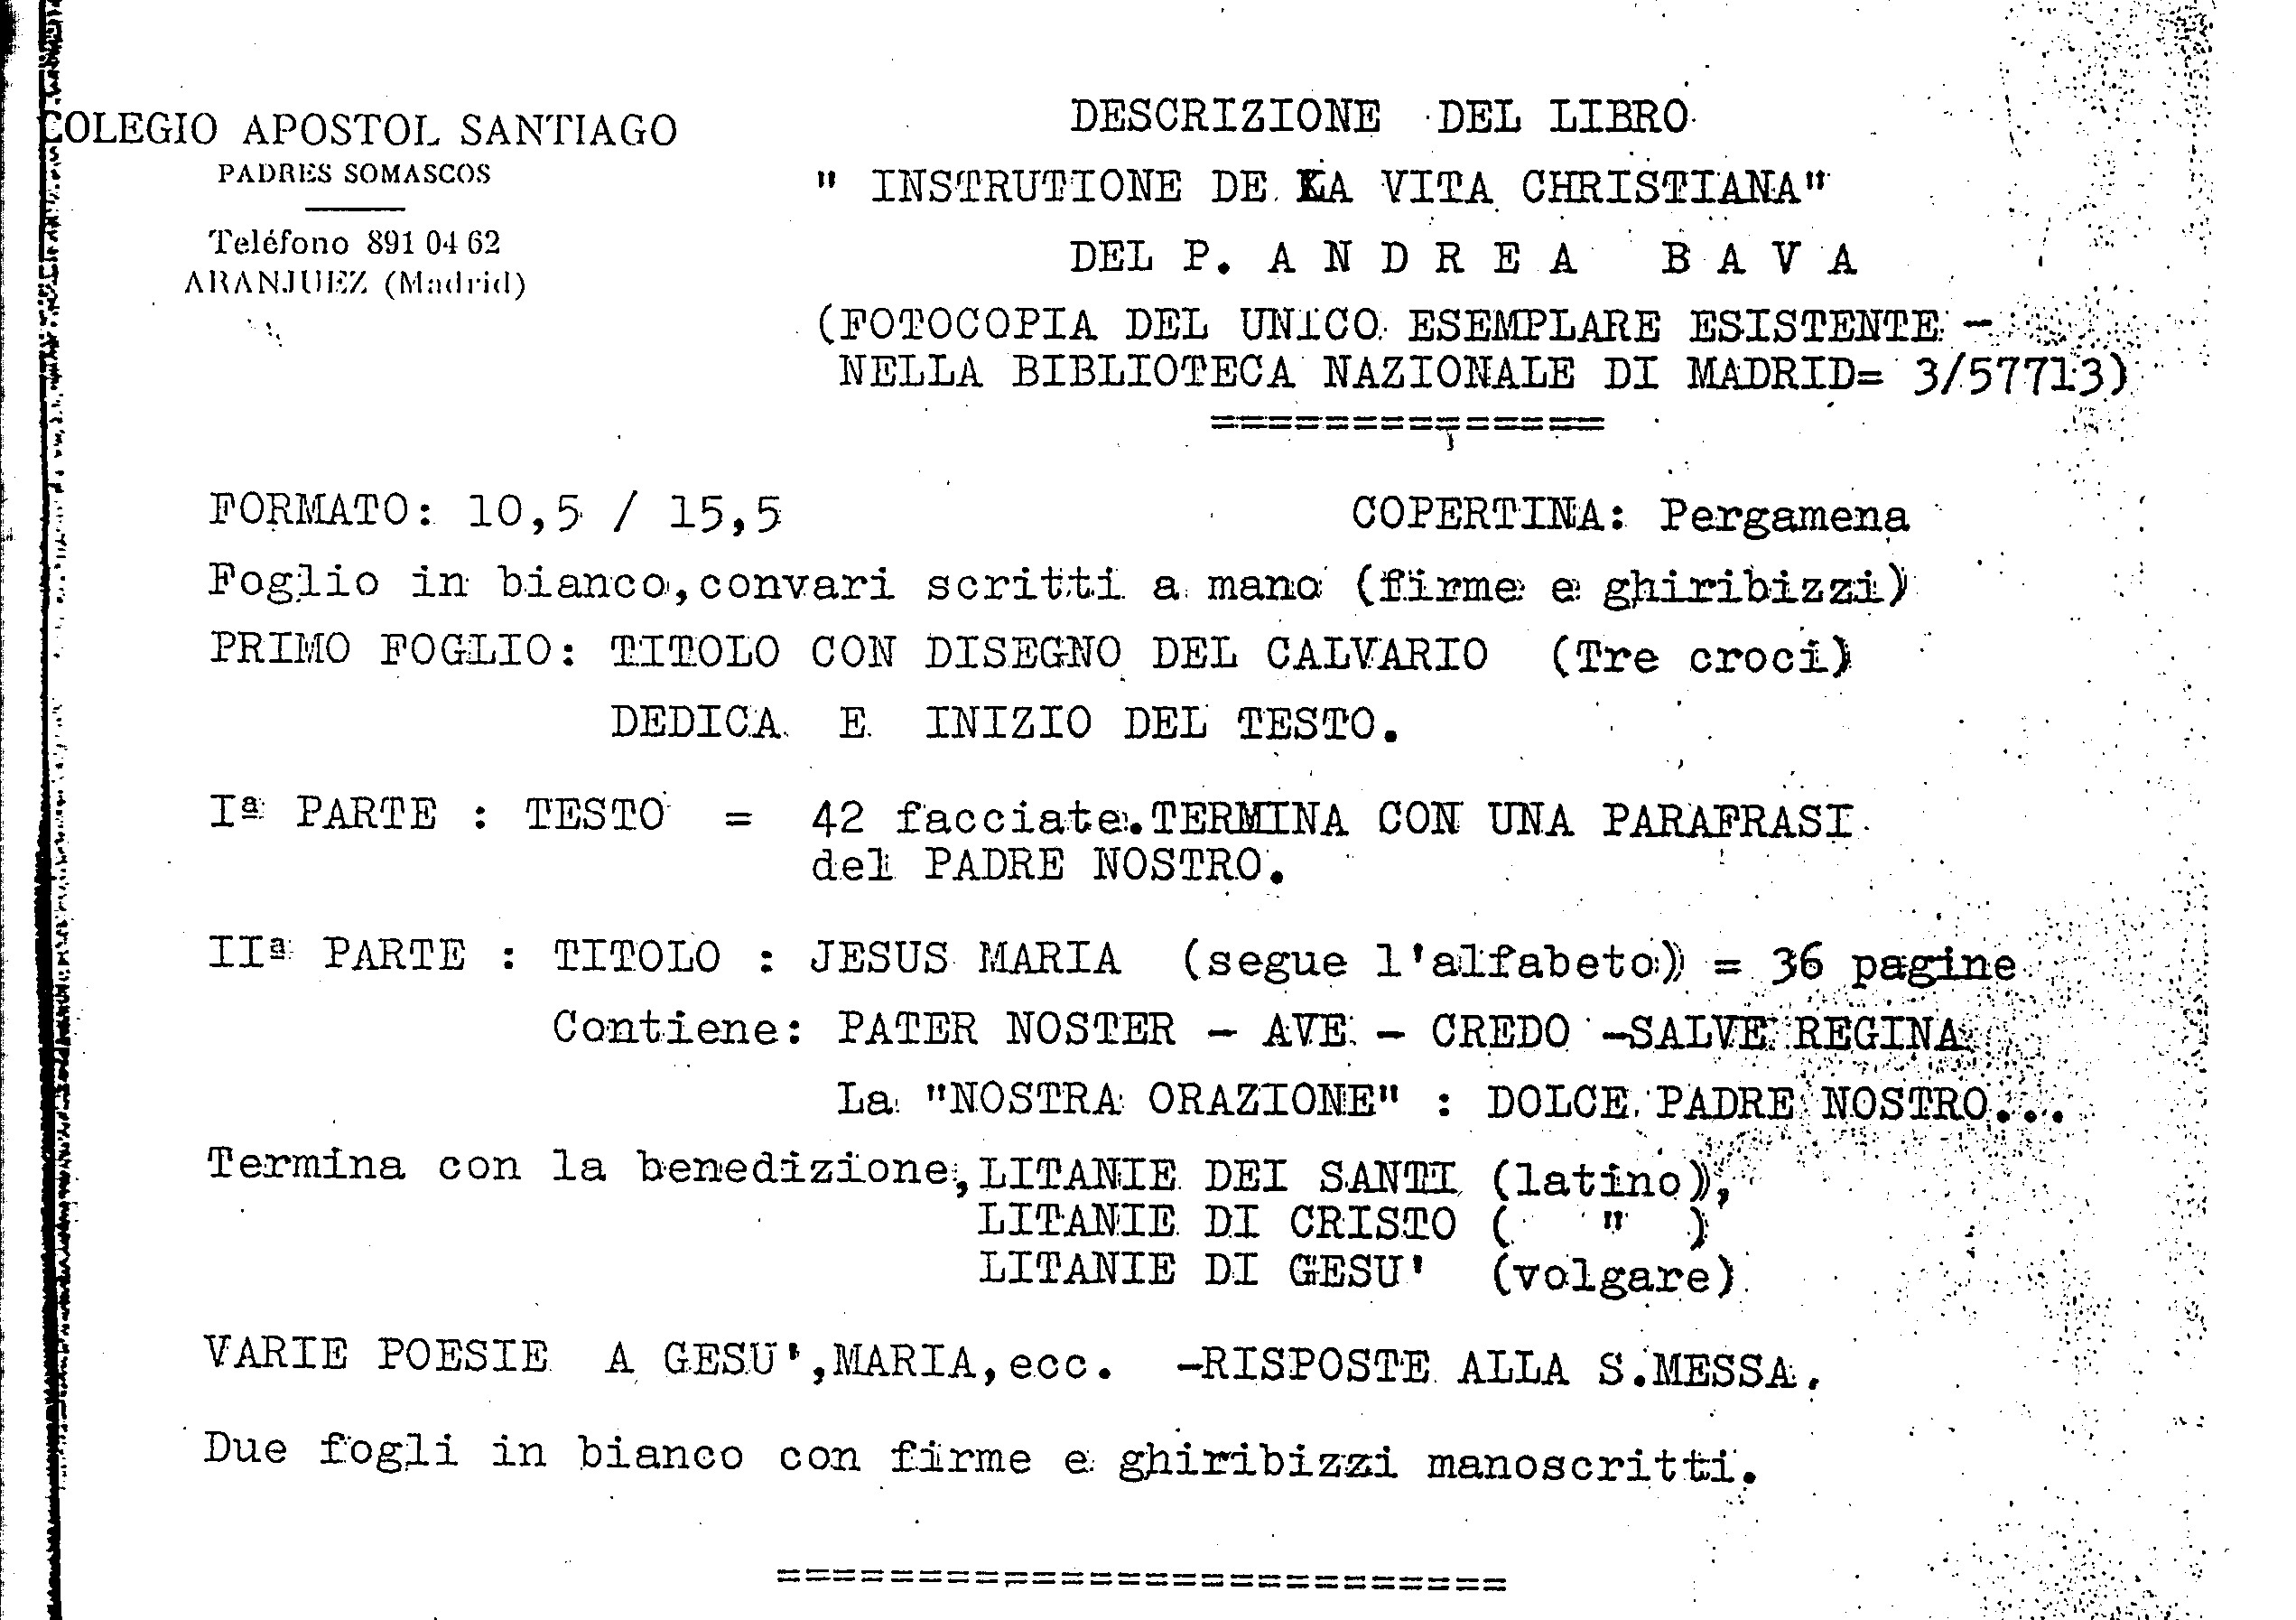 COLEGIO APOSTOL SANTIAGO
PADRES SOMASCOS
Teléfono 891 04 62
ARANJUEZ (Madrid)
DESCRIZIONE DEL LIBRO
" INSTRUTIONE DE LA VITA CHRISTIANA"
DEL P. A N D R E A B A V A
(FOTOCOPIA DEL UNICO ESEMPLARE ESISTENTE -
NELLA BIBLIOTECA NAZIONALE DI MADRID= 3/57713)
==============
FORMATO: 10,5 / 15,5 COPERTINA: Pergamena
Foglio in bianco,convari scritti a mano (firme e ghiribizzi)
PRIMO FOGLIO: TITOLO CON DISEGNO DEL CALVARIO (Tre croci)
DEDICA E INIZIO DEL TESTO.
Iª PARTE : TESTO = 42 facciate.TERMINA CON UNA PARAFRASI
del PADRE NOSTRO.
IIª PARTE : TITOLO : JESUS MARIA (segue l'alfabeto) = 36 pagine
Contiene: PATER NOSTER - AVE - CREDO -SALVE REGINA
La "NOSTRA ORAZIONE" : DOLCE PADRE NOSTRO...
Termina con la benedizione,LITANIE DEI SANTI (latino),
LITANIE DI CRISTO ( " )
LITANIE DI GESU' (volgare)
VARIE POESIE A GESU',MARIA,ecc. -RISPOSTE ALLA S.MESSA.
Due fogli in bianco con firme e ghiribizzi manoscritti.
==========================